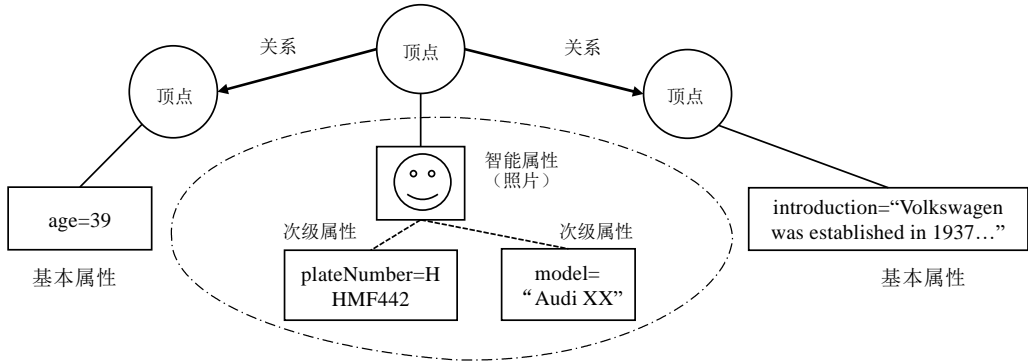 顶点
关系
关系
顶点
顶点
智能属性
（照片）
age=39
introduction=“Volkswagen
was established in 1937…”
次级属性
次级属性
基本属性
plateNumber=H
HMF442
model=
“Audi XX”
基本属性